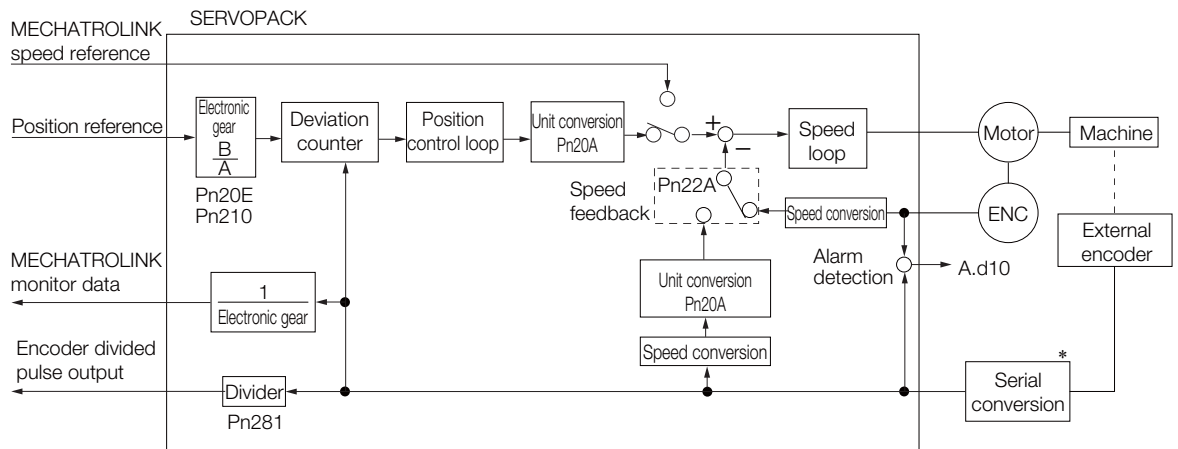 SERVOPACK
MECHATROLINK
speed reference
Position reference
Electronic
gear
B
A
Pn20E
Pn210
Deviation
counter
Position
control loop
Unit conversion
Pn20A
+
−
Speed
loop
Motor
Machine
Speed
feedback
Pn22A
Speed conversion
ENC
External
encoder
Alarm
detection
A.d10
MECHATROLINK
monitor data
1
Electronic gear
Unit conversion
Pn20A
Speed conversion
Encoder divided
pulse output
Divider
Pn281
*
Serial
conversion